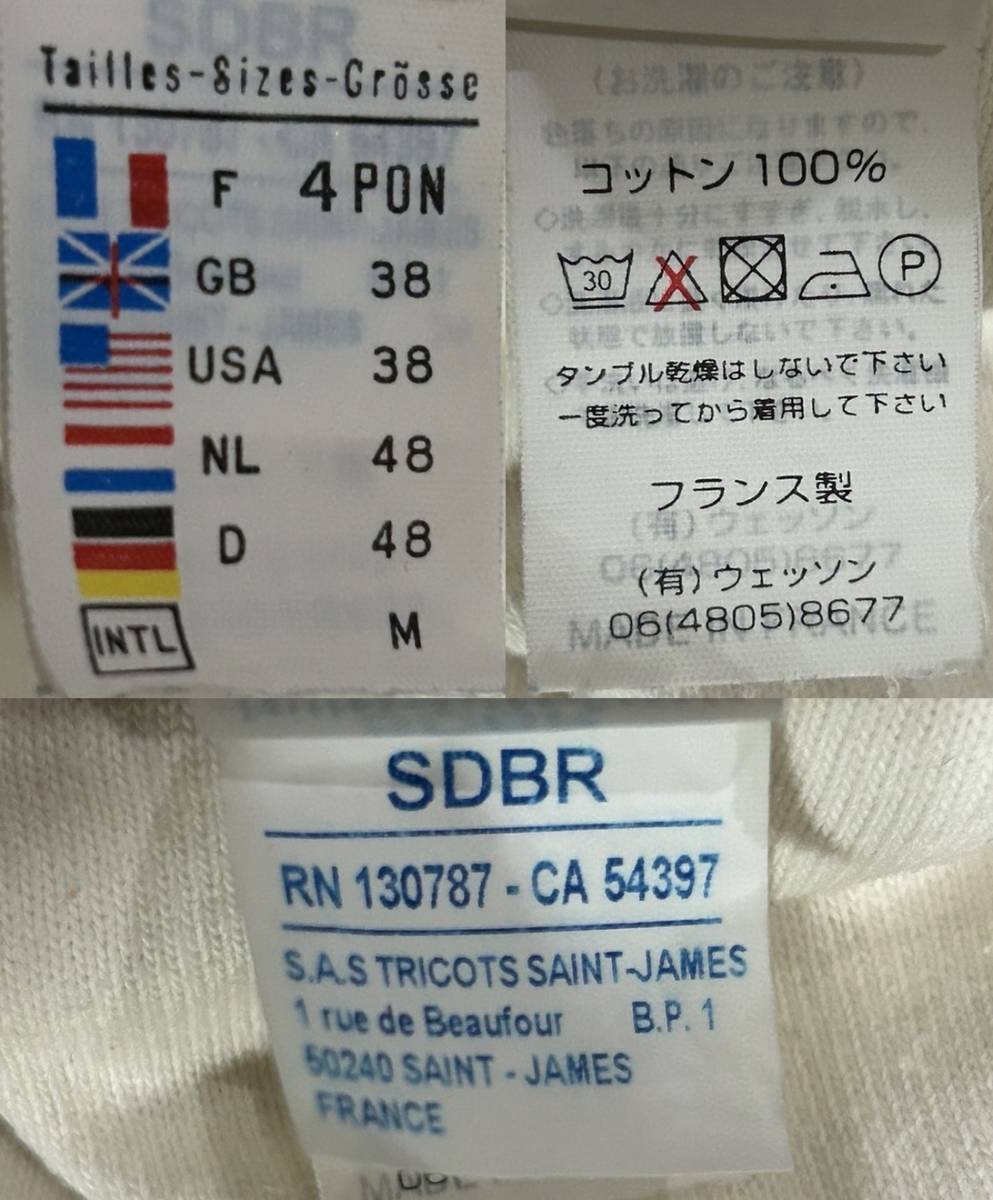 Tailles-Sizes-Grõsse
F 4 PON
GB 38
USA 38
NL 48
D 48
INTL M
コットン 100%
30 P
タンブル乾燥はしないで下さい
一度洗ってから着用して下さい
フランス製
(有)ウェッソン
06(4805)8677
SDBR
RN 130787 - CA 54397
S.A.S TRICOTS SAINT-JAMES
1 rue de Beaufour B.P. 1
50240 SAINT - JAMES
FRANCE